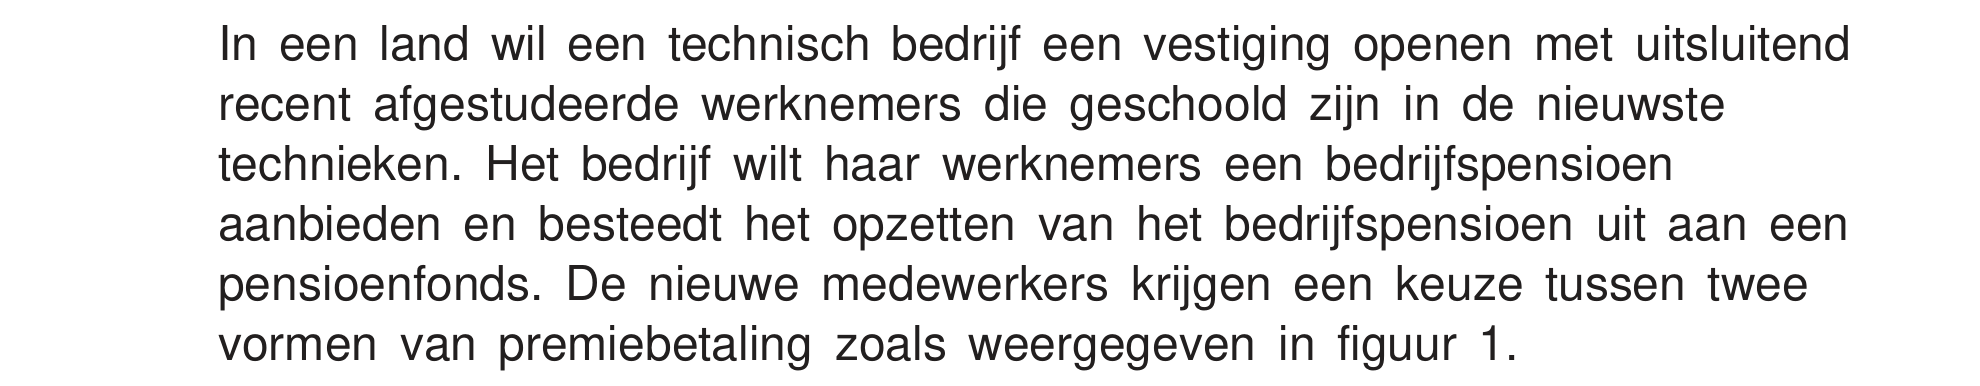 In een land wil een technisch bedrijf een vestiging openen met uitsluitend
recent afgestudeerde werknemers die geschoold zijn in de nieuwste
technieken. Het bedrijf wilt haar werknemers een bedrijfspensioen
aanbieden en besteedt het opzetten van het bedrijfspensioen uit aan een
pensioenfonds. De nieuwe medewerkers krijgen een keuze tussen twee
vormen van premiebetaling zoals weergegeven in figuur 1.